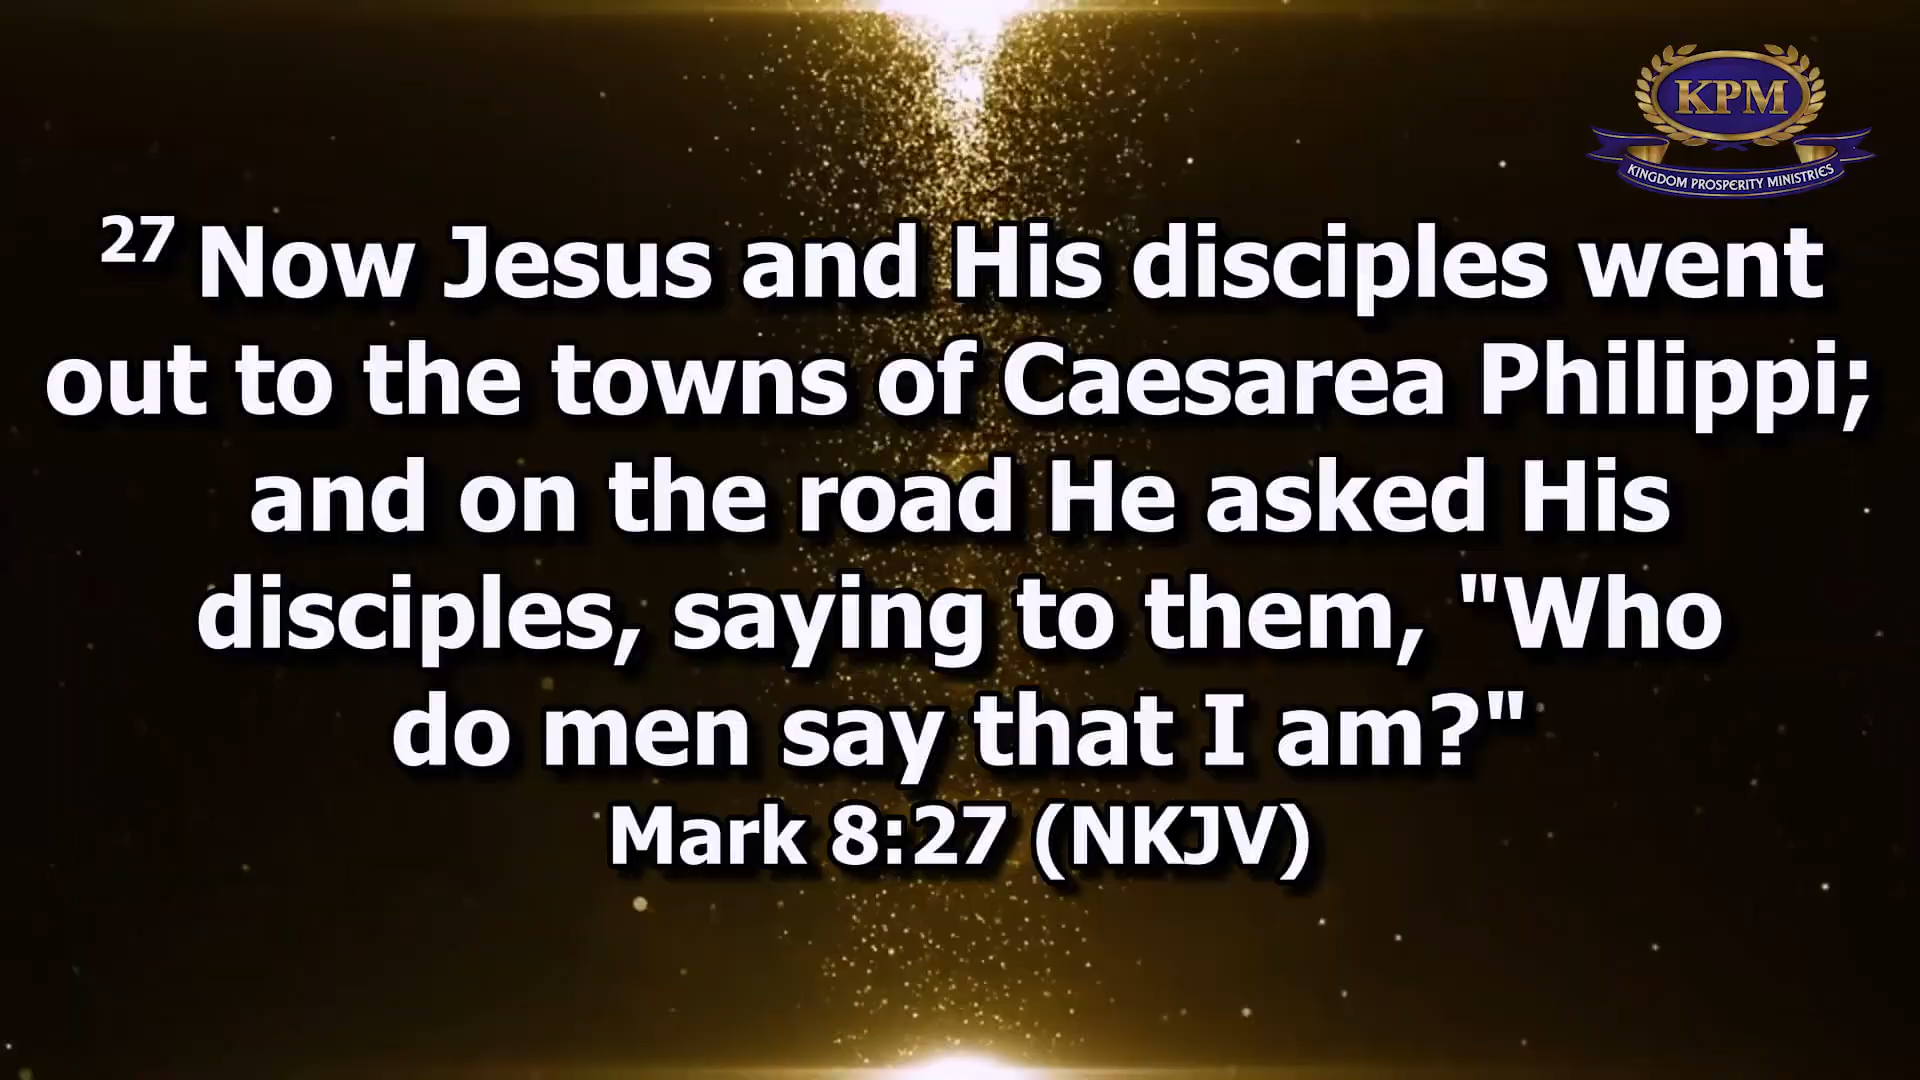 KPM
KINGDOM PROSPERITY MINISTRIES
27 Now Jesus and His disciples went
out to the towns of Caesarea Philippi;
and on the road He asked His
disciples, saying to them, "Who
do men say that I am?"
Mark 8:27 (NKJV)